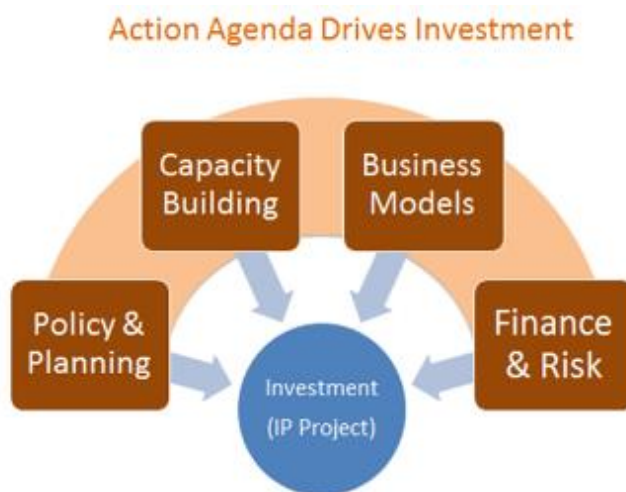 Action Agenda Drives Investment
Capacity
Building
Business
Models
Policy &
Planning
Finance
& Risk
Investment
(IP Project)